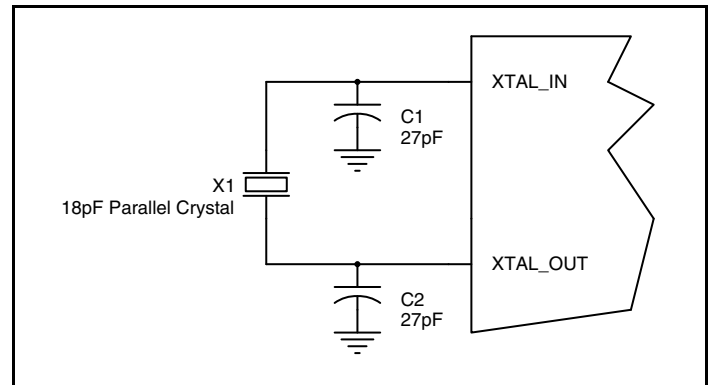 XTAL_IN
C1
27pF
X1
18pF Parallel Crystal
XTAL_OUT
C2
27pF